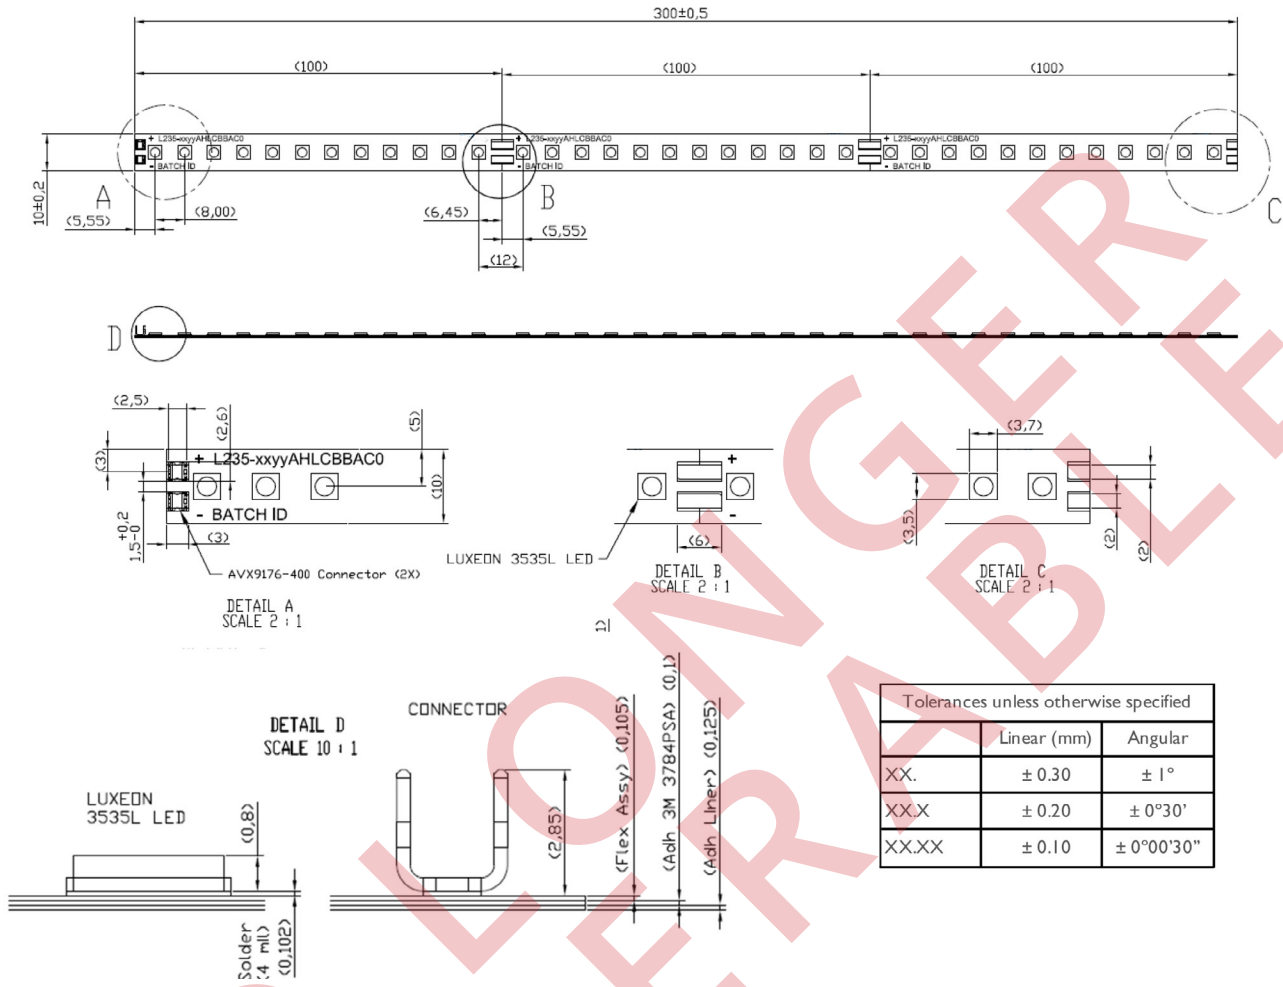 300±0,5
(100)
(100)
(100)
+ L235-xxyyAHLCBBAC0
+ L235-xxyyAHLCBBAC0
+ L235-xxyyAHLCBBAC0
- BATCH ID
- BATCH ID
- BATCH ID
10±0,2
A
B
C
(5,55)
(8,00)
(6,45)
(5,55)
(12)
D
(2,5)
(2,6)
(5)
(3)
+ L235-xxyyAHLCBBAC0
(10)
- BATCH ID
+0,2
1,5-0
(3)
AVX9176-400 Connector (2X)
DETAIL A
SCALE 2 : 1
+
-
(6)
LUXEON 3535L LED
DETAIL B
SCALE 2 : 1
(3,7)
(3,5)
(2)
(2)
DETAIL C
SCALE 2 : 1
1)
DETAIL D
SCALE 10 : 1
CONNECTOR
LUXEON
3535L LED
(0,8)
(2,85)
(Flex Assy) (0,105)
(Adh 3M 3784PSA) (0,1)
(Adh Liner) (0,125)
Solder
(4 mil)
(0,102)
Tolerances unless otherwise specified
Linear (mm) Angular
XX. ± 0.30 ± 1°
XX.X ± 0.20 ± 0°30'
XX.XX ± 0.10 ± 0°00'30"
LONGER
ERABLE